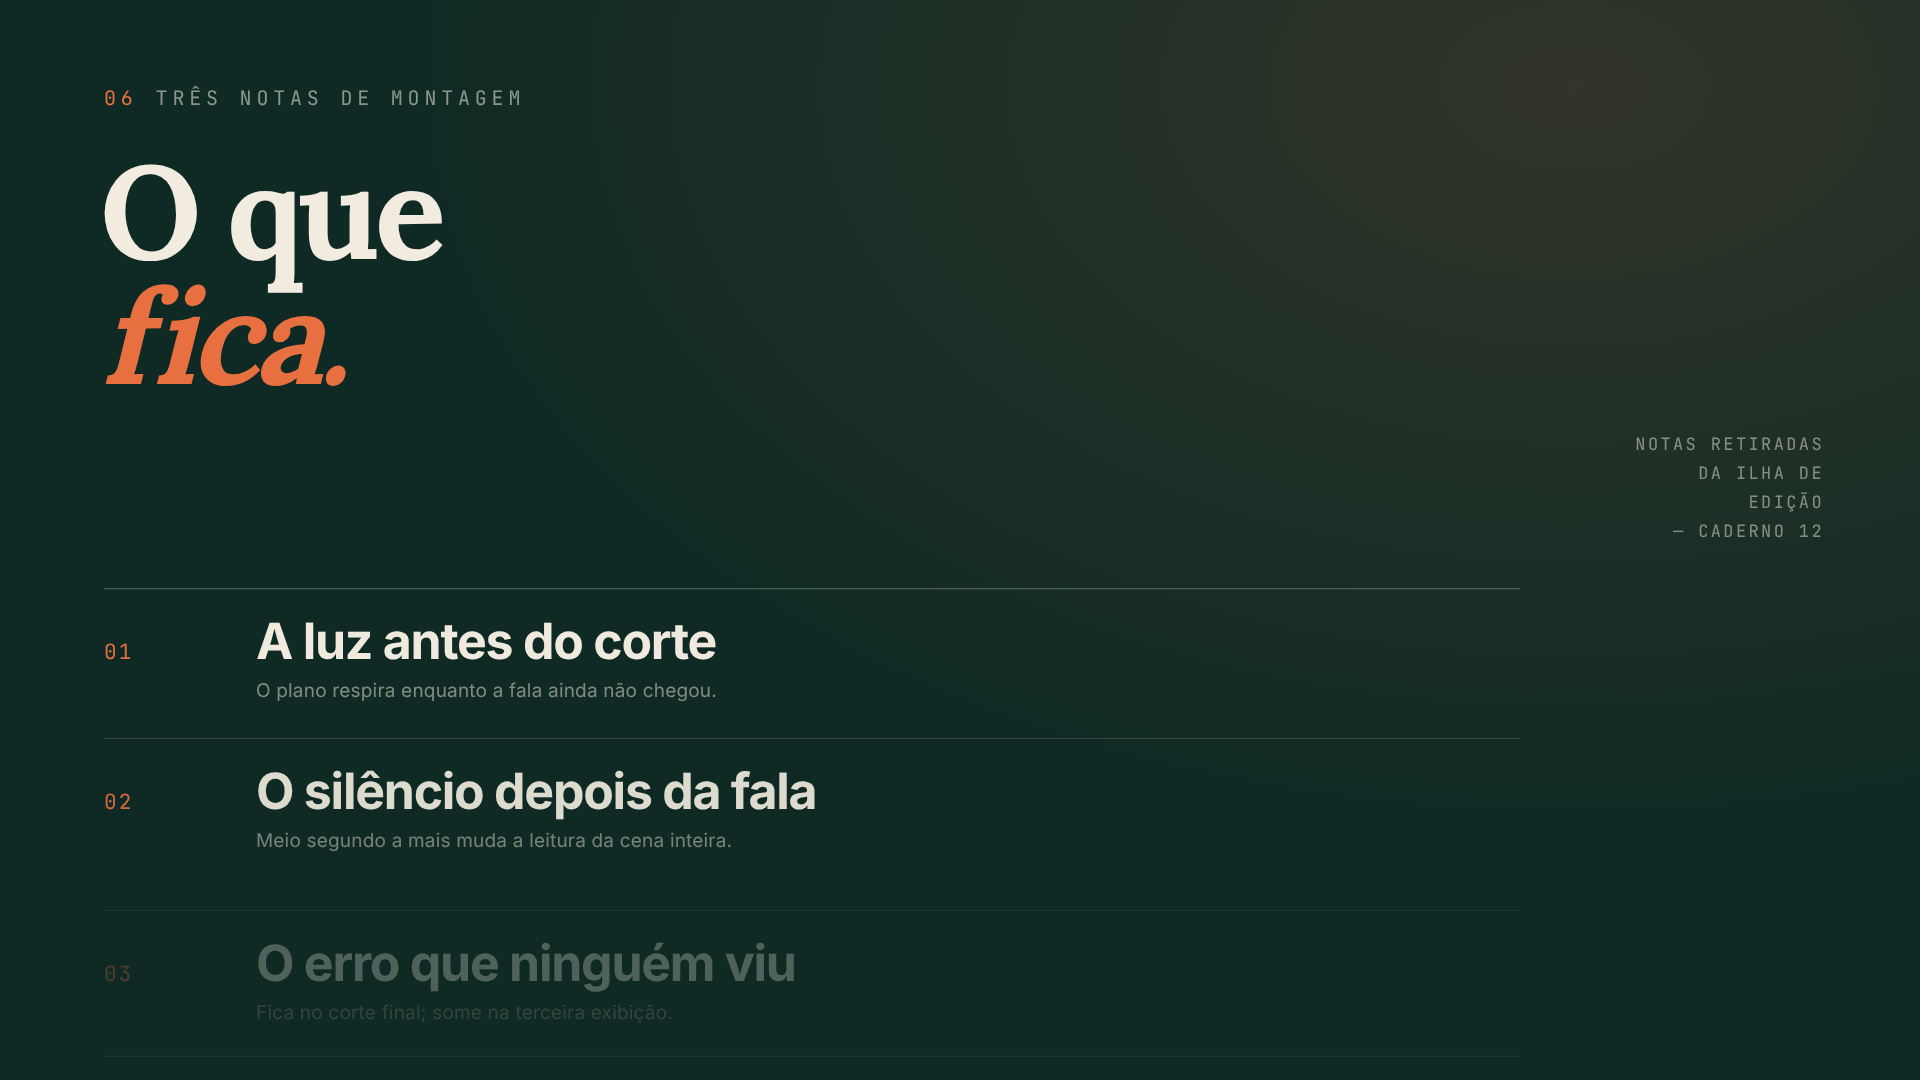 06 TRÊS NOTAS DE MONTAGEM
O que
fica.
NOTAS RETIRADAS
DA ILHA DE
EDIÇÃO
— CADERNO 12
01
A luz antes do corte
O plano respira enquanto a fala ainda não chegou.
02
O silêncio depois da fala
Meio segundo a mais muda a leitura da cena inteira.
03
O erro que ninguém viu
Fica no corte final; some na terceira exibição.